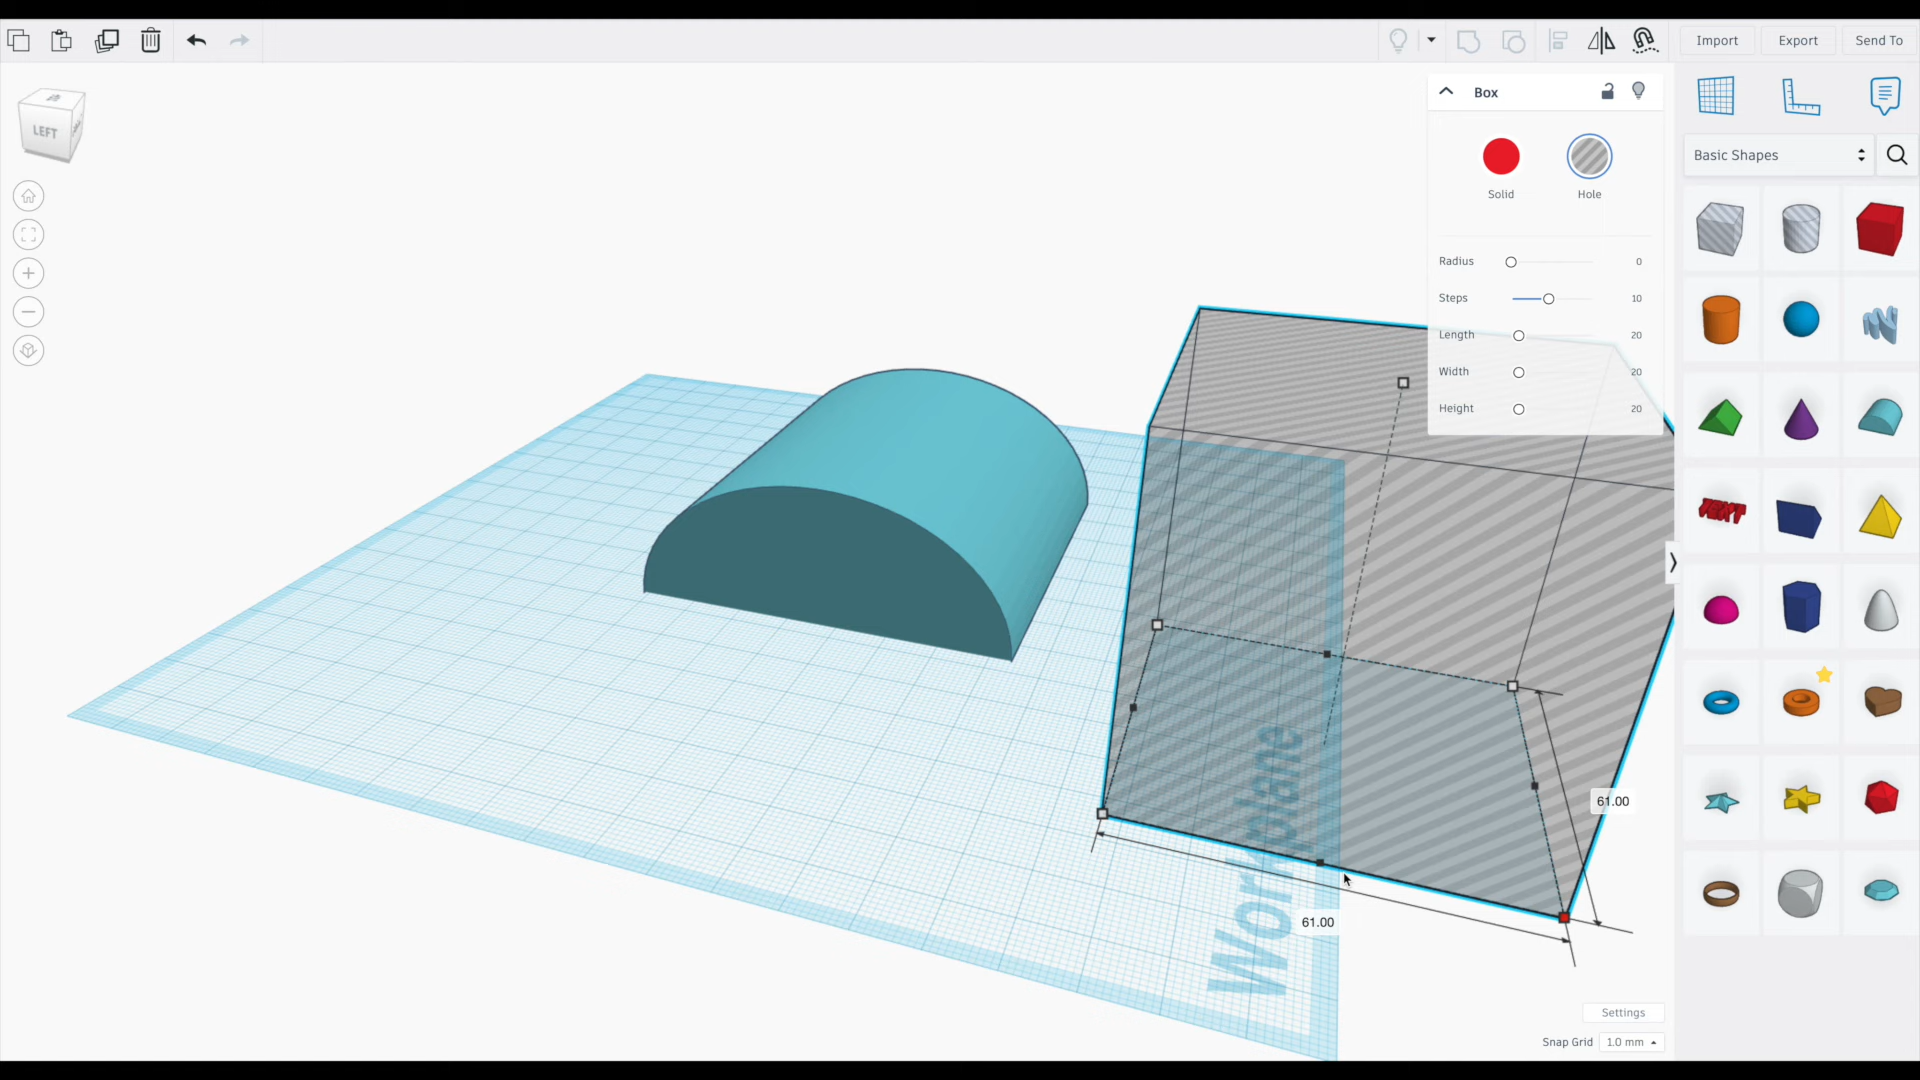 Import Export Send To
LEFT
Box
Basic Shapes
Solid Hole
Radius 0
Steps 10
Length 20
Width 20
Height 20
TEXT
Workplane
61.00
61.00
Settings
Snap Grid 1.0 mm